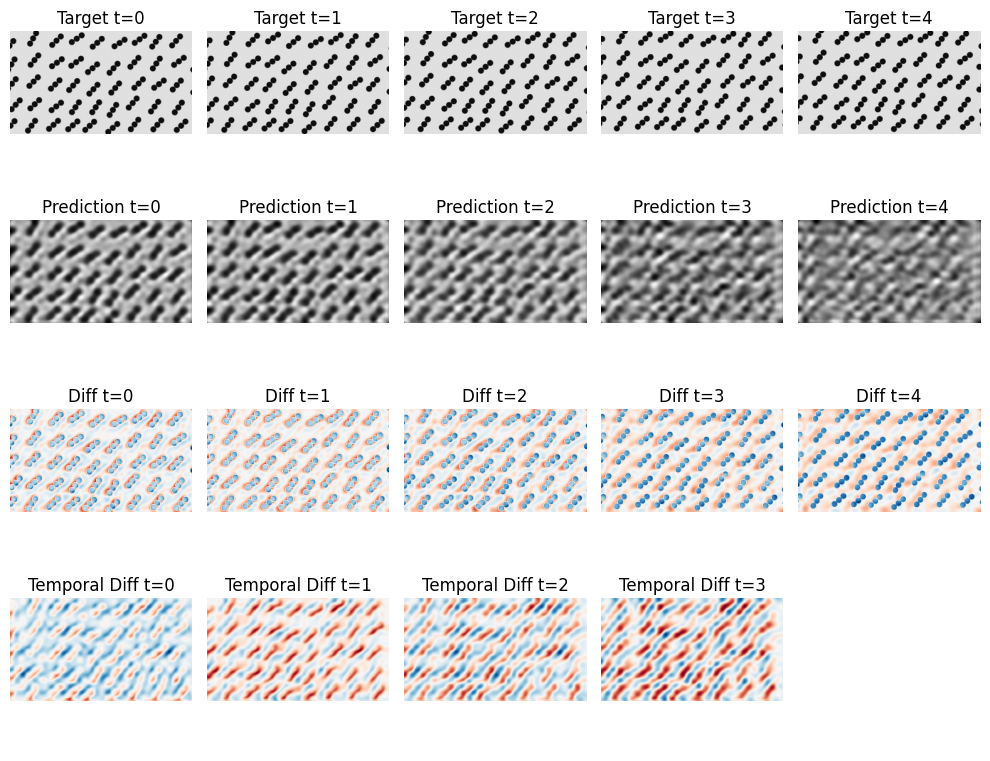 Target t=0 Target t=1 Target t=2 Target t=3 Target t=4
Prediction t=0 Prediction t=1 Prediction t=2 Prediction t=3 Prediction t=4
Diff t=0 Diff t=1 Diff t=2 Diff t=3 Diff t=4
Temporal Diff t=0 Temporal Diff t=1 Temporal Diff t=2 Temporal Diff t=3